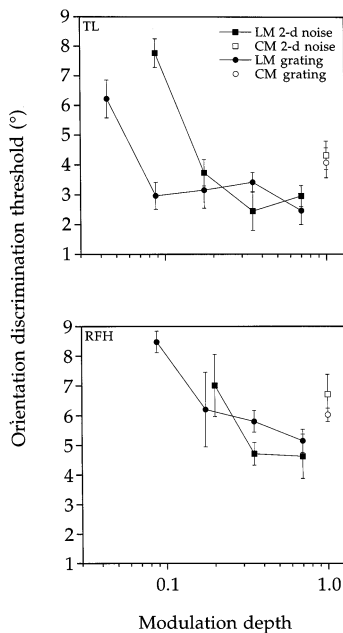 TL
LM 2-d noise
CM 2-d noise
LM grating
CM grating
9
8
7
6
5
4
3
2
1
Orientation discrimination threshold (°)
RFH
9
8
7
6
5
4
3
2
1
0.1 1.0
Modulation depth